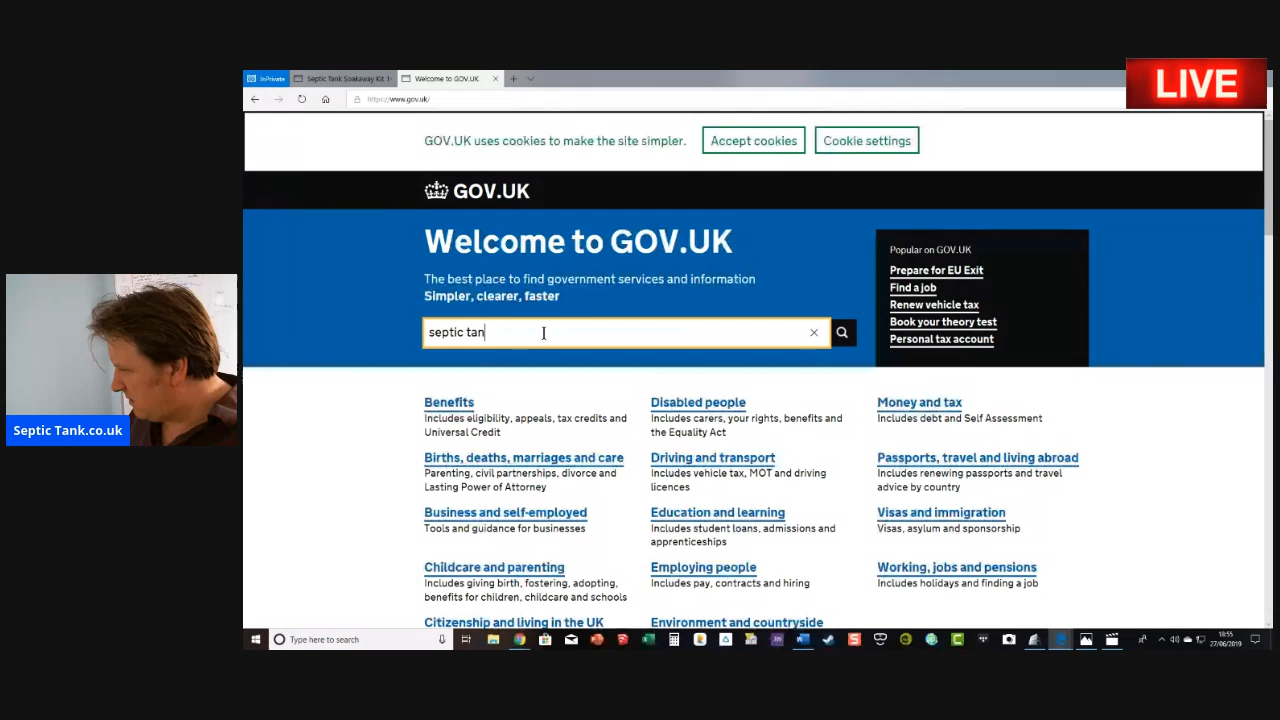 InPrivate
Septic Tank Soakaway Kit 1-
Welcome to GOV.UK
LIVE
https://www.gov.uk/
GOV.UK uses cookies to make the site simpler.
Accept cookies
Cookie settings
GOV.UK
Welcome to GOV.UK
The best place to find government services and information
Simpler, clearer, faster
septic tan
Popular on GOV.UK
Prepare for EU Exit
Find a job
Renew vehicle tax
Book your theory test
Personal tax account
Septic Tank.co.uk
Benefits
Includes eligibility, appeals, tax credits and
Universal Credit
Disabled people
Includes carers, your rights, benefits and
the Equality Act
Money and tax
Includes debt and Self Assessment
Births, deaths, marriages and care
Parenting, civil partnerships, divorce and
Lasting Power of Attorney
Driving and transport
Includes vehicle tax, MOT and driving
licences
Passports, travel and living abroad
Includes renewing passports and travel
advice by country
Business and self-employed
Tools and guidance for businesses
Education and learning
Includes student loans, admissions and
apprenticeships
Visas and immigration
Visas, asylum and sponsorship
Childcare and parenting
Includes giving birth, fostering, adopting,
benefits for children, childcare and schools
Employing people
Includes pay, contracts and hiring
Working, jobs and pensions
Includes holidays and finding a job
Citizenship and living in the UK
Environment and countryside
Type here to search
18:55
27/06/2019